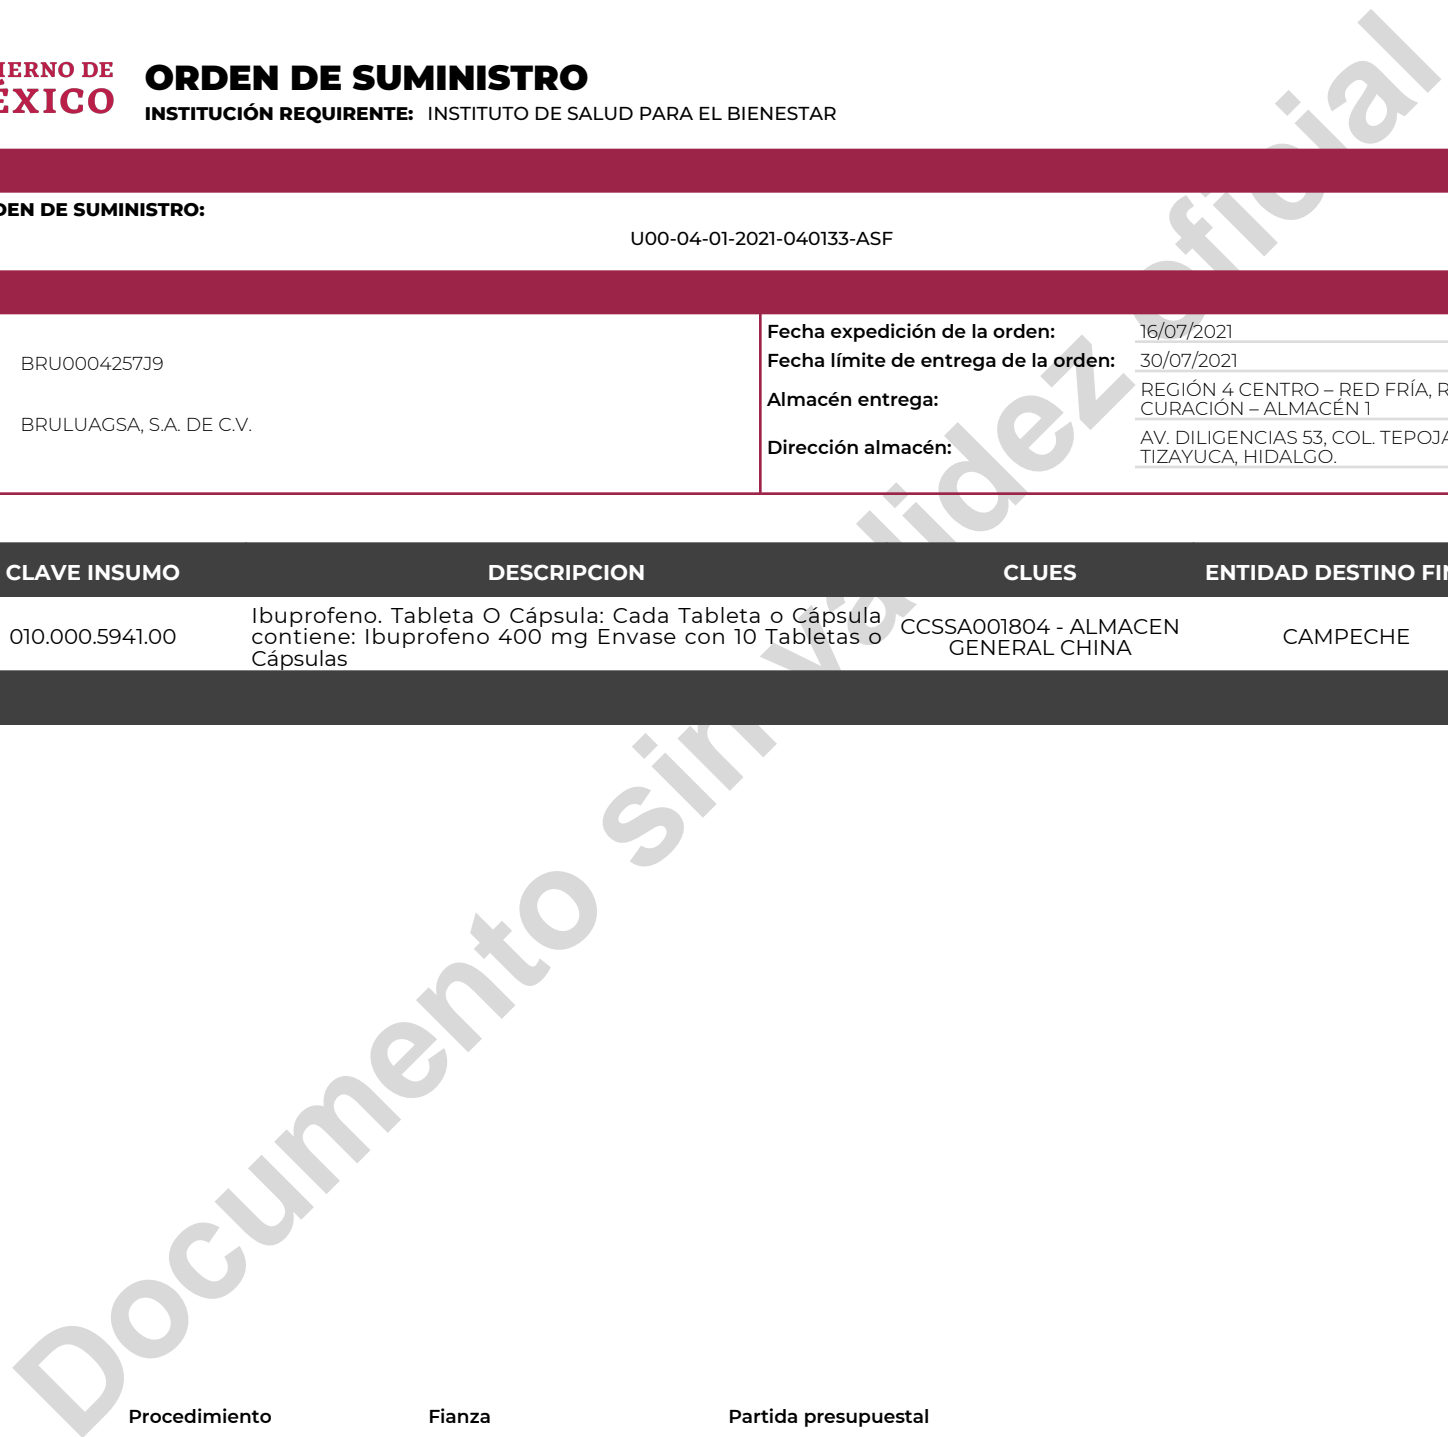 IERNO DE
ÉXICO
ORDEN DE SUMINISTRO
INSTITUCIÓN REQUIRENTE: INSTITUTO DE SALUD PARA EL BIENESTAR
DEN DE SUMINISTRO:
U00-04-01-2021-040133-ASF
BRU0004257J9
BRULUAGSA, S.A. DE C.V.
Fecha expedición de la orden: 16/07/2021
Fecha límite de entrega de la orden: 30/07/2021
Almacén entrega: REGIÓN 4 CENTRO – RED FRÍA, R
CURACIÓN – ALMACÉN 1
Dirección almacén: AV. DILIGENCIAS 53, COL. TEPOJA
TIZAYUCA, HIDALGO.
CLAVE INSUMO DESCRIPCION CLUES ENTIDAD DESTINO FIN
010.000.5941.00
Ibuprofeno. Tableta O Cápsula: Cada Tableta o Cápsula
contiene: Ibuprofeno 400 mg Envase con 10 Tabletas o
Cápsulas
CCSSA001804 - ALMACEN
GENERAL CHINA
CAMPECHE
Documento sin validez oficial
Procedimiento Fianza Partida presupuestal